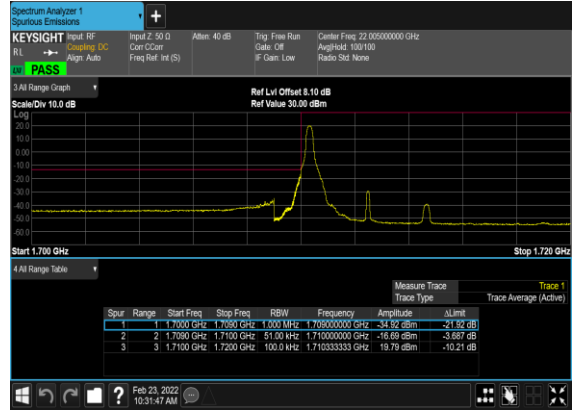 Spectrum Analyzer 1
Spurious Emissions
+
KEYSIGHT Input: RF Input Z: 50 Ω Atten: 40 dB Trig: Free Run Center Freq: 22.005000000 GHz
RL Coupling: DC Corr CCorr Gate: Off Avg|Hold: 100/100
Align: Auto Freq Ref: Int (S) IF Gain: Low Radio Std: None
PASS
3 All Range Graph
Ref Lvl Offset 8.10 dB
Scale/Div 10.0 dB Ref Value 30.00 dBm
Log
20.0
10.0
0.00
-10.0
-20.0
-30.0
-40.0
-50.0
-60.0
Start 1.700 GHz Stop 1.720 GHz
4 All Range Table
Measure Trace Trace 1
Trace Type Trace Average (Active)
Spur Range Start Freq Stop Freq RBW Frequency Amplitude ΔLimit
1 1 1.7000 GHz 1.7090 GHz 1.000 MHz 1.709000000 GHz -34.92 dBm -21.92 dB
2 2 1.7090 GHz 1.7100 GHz 51.00 kHz 1.710000000 GHz -16.69 dBm -3.687 dB
3 3 1.7100 GHz 1.7200 GHz 100.0 kHz 1.710333333 GHz 19.79 dBm -10.21 dB
? Feb 23, 2022
10:31:47 AM